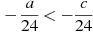 - a/24 < - c/24